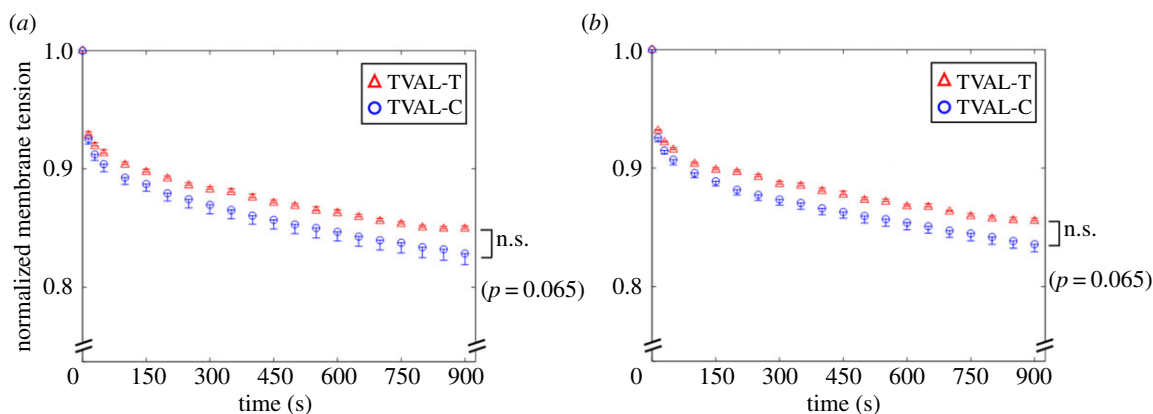 (a)
normalized membrane tension
1.0
0.9
0.8
TVAL-T
TVAL-C
n.s.
(p = 0.065)
0 150 300 450 600 750 900
time (s)
(b)
1.0
0.9
0.8
TVAL-T
TVAL-C
n.s.
(p = 0.065)
0 150 300 450 600 750 900
time (s)